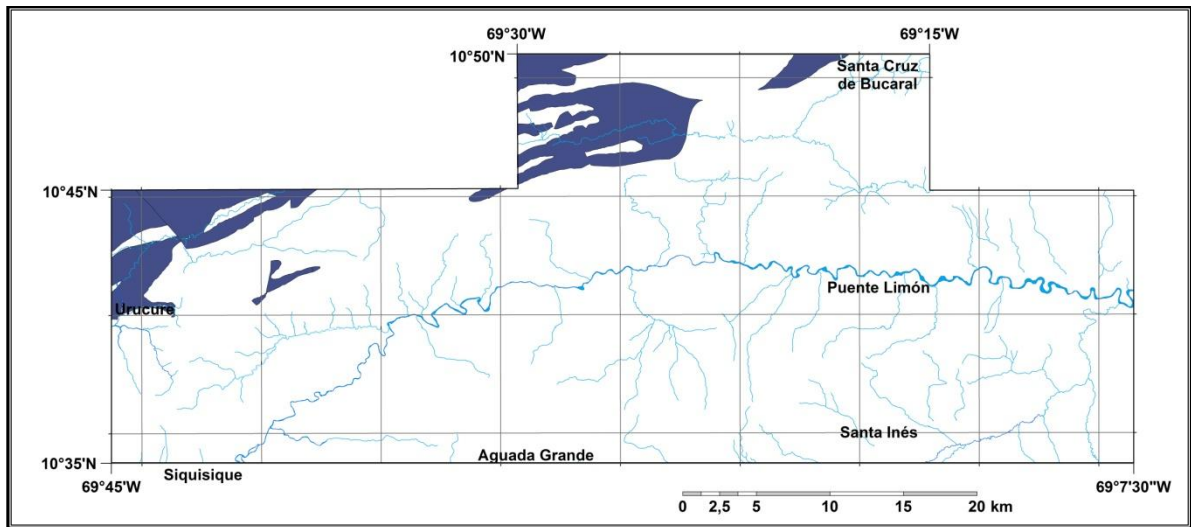 69°30'W
69°15'W
10°50'N
Santa Cruz
de Bucaral
10°45'N
Puente Limón
Urucure
Santa Inés
Aguada Grande
10°35'N
Siquisique
69°45'W
69°7'30"W
0 2,5 5 10 15 20 km